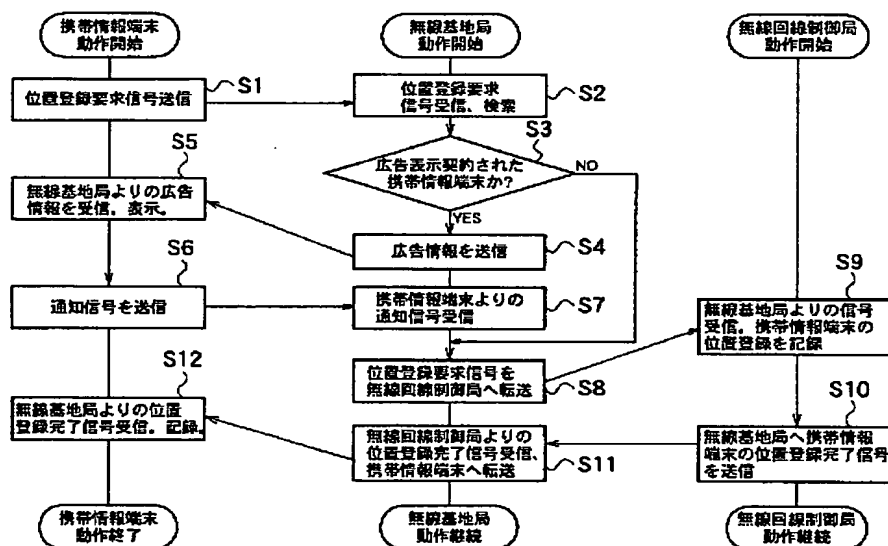 携帯情報端末
動作開始
無線基地局
動作開始
無線回線制御局
動作開始
S1
位置登録要求信号送信
位置登録要求
信号受信、検索
S2
S3
広告表示契約された
携帯情報端末か?
NO
YES
S5
無線基地局よりの広告
情報を受信。表示。
広告情報を送信
S4
S6
通知信号を送信
携帯情報端末よりの
通知信号受信
S7
S9
無線基地局よりの信号
受信。携帯情報端末の
位置登録を記録
位置登録要求信号を
無線回線制御局へ転送
S8
S12
無線基地局よりの位置
登録完了信号受信。記録。
S10
無線基地局へ携帯情報
端末の位置登録完了信号
を送信
無線回線制御局よりの
位置登録完了信号受信、
携帯情報端末へ転送
S11
携帯情報端末
動作終了
無線基地局
動作継続
無線回線制御局
動作継続